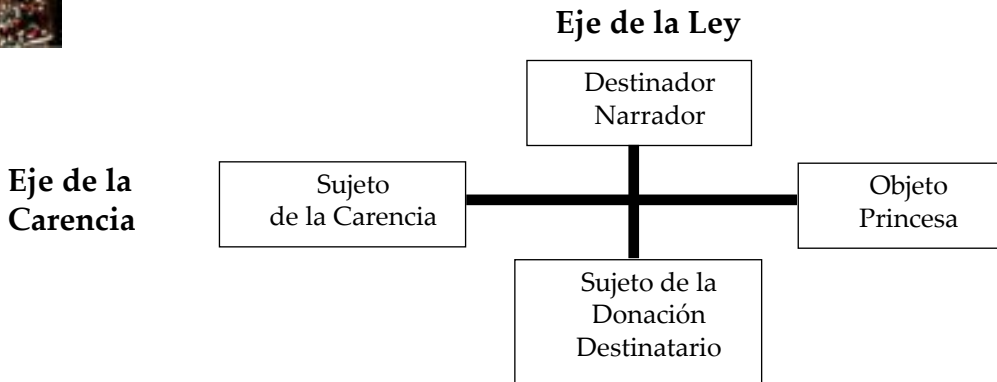 Eje de la Ley
Destinador
Narrador
Eje de la
Carencia
Sujeto
de la Carencia
Objeto
Princesa
Sujeto de la
Donación
Destinatario